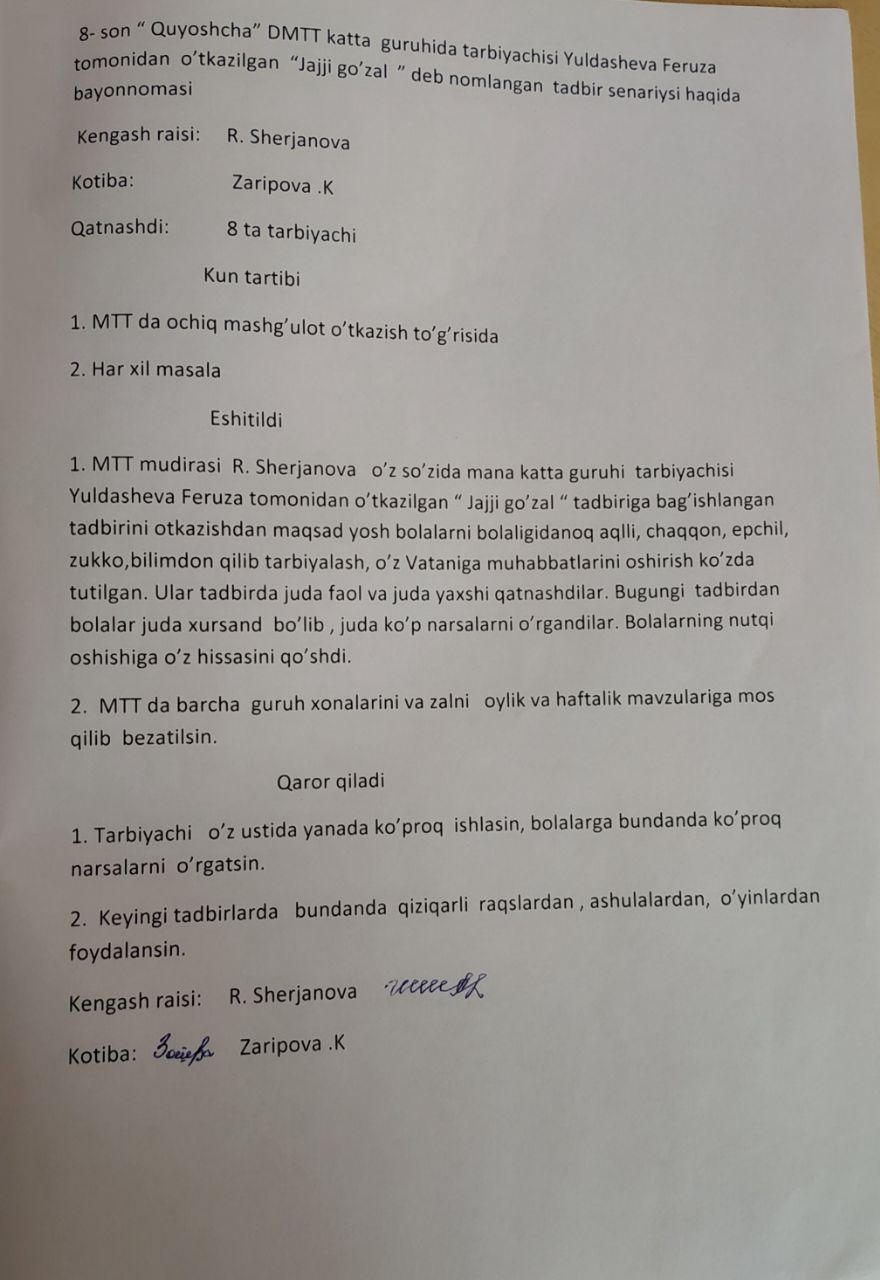 8- son “ Quyoshcha” DMTT katta guruhida tarbiyachisi Yuldasheva Feruza
tomonidan o’tkazilgan “Jajji go’zal ” deb nomlangan tadbir senariysi haqida
bayonnomasi
Kengash raisi: R. Sherjanova
Kotiba: Zaripova .K
Qatnashdi: 8 ta tarbiyachi
Kun tartibi
1. MTT da ochiq mashg’ulot o’tkazish to’g’risida
2. Har xil masala
Eshitildi
1. MTT mudirasi R. Sherjanova o’z so’zida mana katta guruhi tarbiyachisi
Yuldasheva Feruza tomonidan o’tkazilgan “ Jajji go’zal “ tadbiriga bag’ishlangan
tadbirini otkazishdan maqsad yosh bolalarni bolaligidanoq aqlli, chaqqon, epchil,
zukko,bilimdon qilib tarbiyalash, o’z Vataniga muhabbatlarini oshirish ko’zda
tutilgan. Ular tadbirda juda faol va juda yaxshi qatnashdilar. Bugungi tadbirdan
bolalar juda xursand bo’lib , juda ko’p narsalarni o’rgandilar. Bolalarning nutqi
oshishiga o’z hissasini qo’shdi.
2. MTT da barcha guruh xonalarini va zalni oylik va haftalik mavzulariga mos
qilib bezatilsin.
Qaror qiladi
1. Tarbiyachi o’z ustida yanada ko’proq ishlasin, bolalarga bundanda ko’proq
narsalarni o’rgatsin.
2. Keyingi tadbirlarda bundanda qiziqarli raqslardan , ashulalardan, o’yinlardan
foydalansin.
Kengash raisi: R. Sherjanova
Kotiba: Zaripova .K